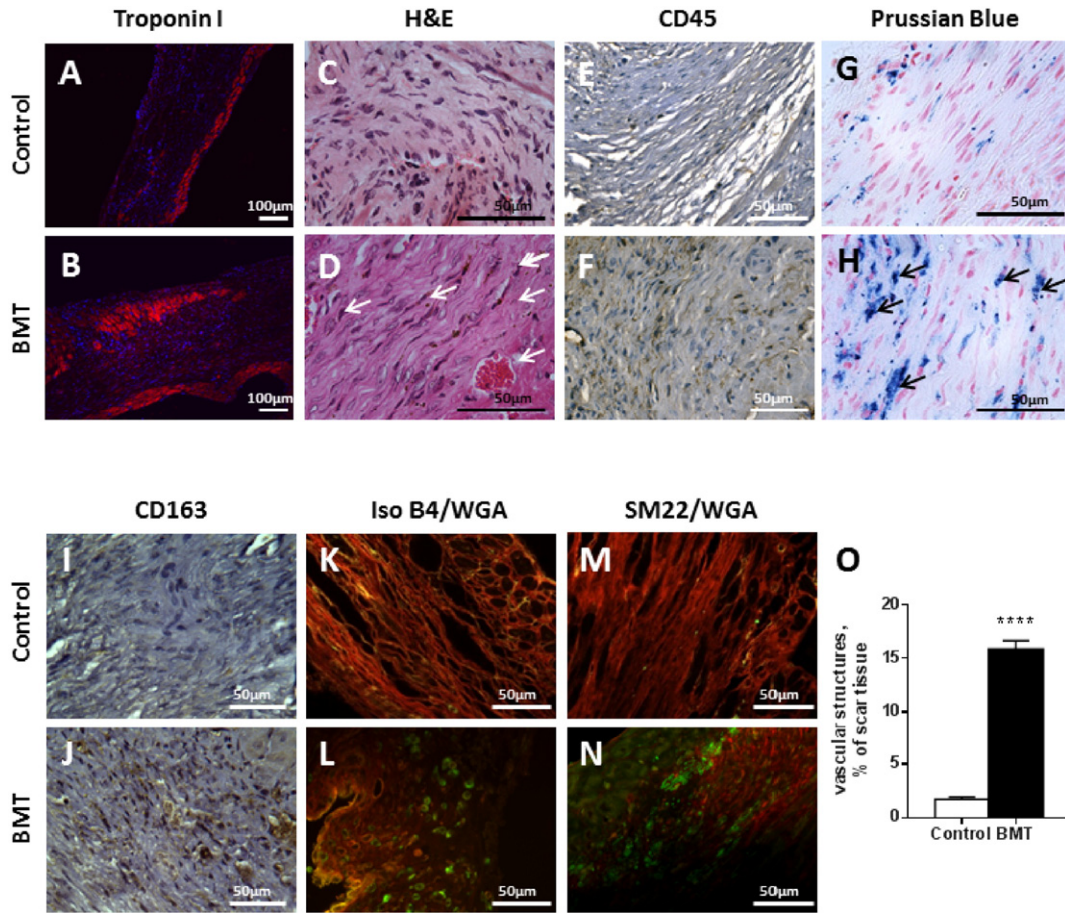 Troponin I H&E CD45 Prussian Blue
Control
A C E G
100µm 50µm 50µm 50µm
BMT
B D F H
100µm 50µm 50µm 50µm
CD163 Iso B4/WGA SM22/WGA
Control
I K M O
50µm 50µm 50µm
BMT
J L N
50µm 50µm 50µm
vascular structures,
% of scar tissue
20
15
10
5
0
****
Control BMT